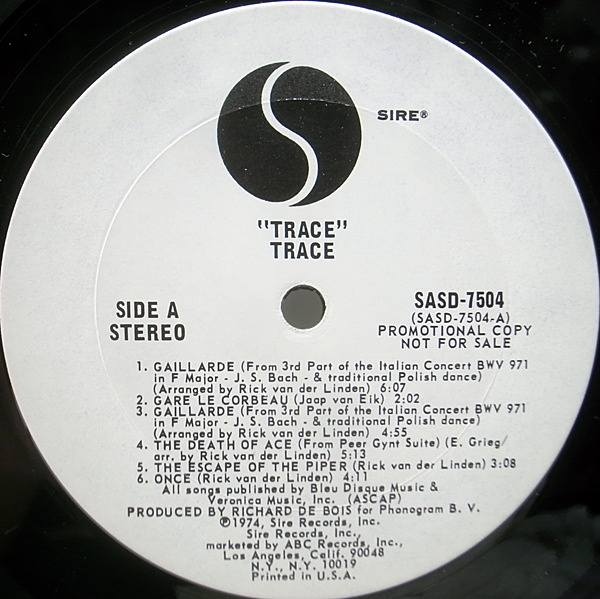 SIRE®
"TRACE"
TRACE
SIDE A
STEREO
SASD-7504
(SASD-7504-A)
PROMOTIONAL COPY
NOT FOR SALE
1. GAILLARDE (From 3rd Part of the Italian Concert BWV 971
in F Major - J. S. Bach - & traditional Polish dance)
(Arranged by Rick van der Linden) 6:07
2. GARE LE CORBEAU (Jaap van Eik) 2:02
3. GAILLARDE (From 3rd Part of the Italian Concert BWV 971
in F Major - J. S. Bach - & traditional Polish dance)
(Arranged by Rick van der Linden) 4:55
4. THE DEATH OF ACE (From Peer Gynt Suite) (E. Grieg/
arr. by Rick van der Linden) 5:13
5. THE ESCAPE OF THE PIPER (Rick van der Linden) 3:08
6. ONCE (Rick van der Linden) 4:11
All songs published by Bleu Disque Music &
Veronica Music, Inc. (ASCAP)
PRODUCED BY RICHARD DE BOIS for Phonogram B. V.
℗1974, Sire Records, Inc.
Sire Records, Inc.,
marketed by ABC Records, Inc.,
Los Angeles, Calif. 90048
N.Y., N.Y. 10019
Printed in U.S.A.